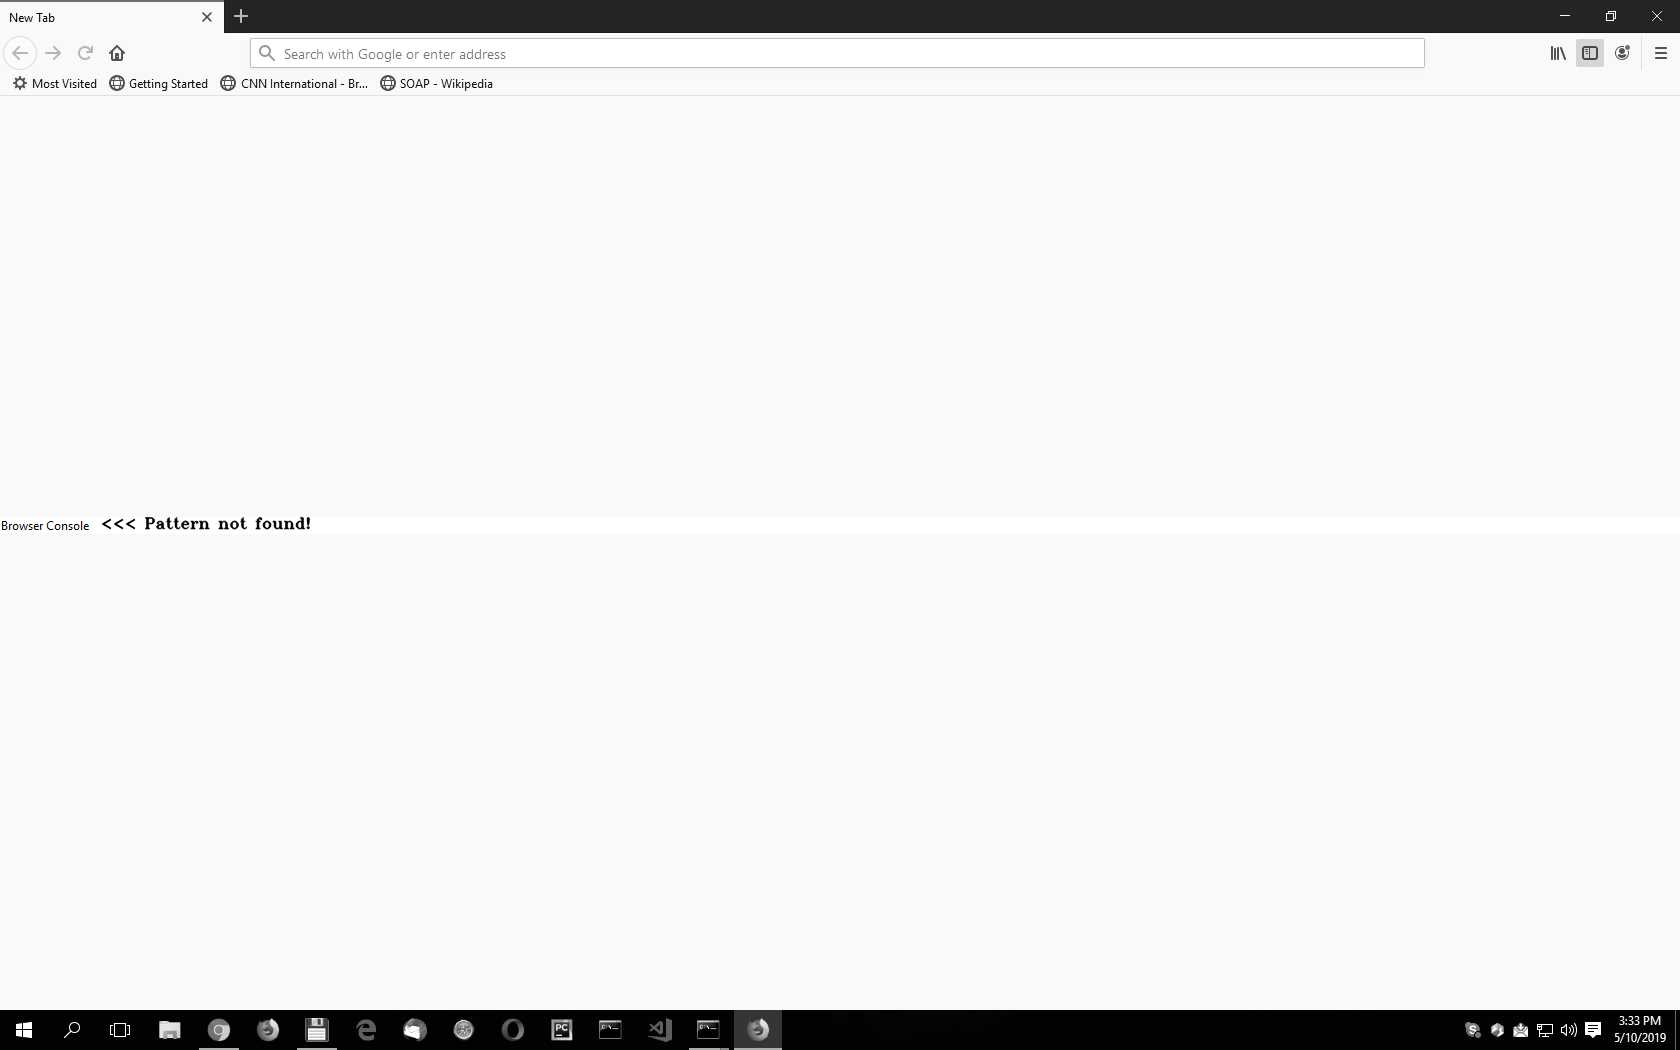 New Tab
Search with Google or enter address
Most Visited Getting Started CNN International - Br... SOAP - Wikipedia
Browser Console <<< Pattern not found!
PC
C:\_
C:\_
3:33 PM
5/10/2019